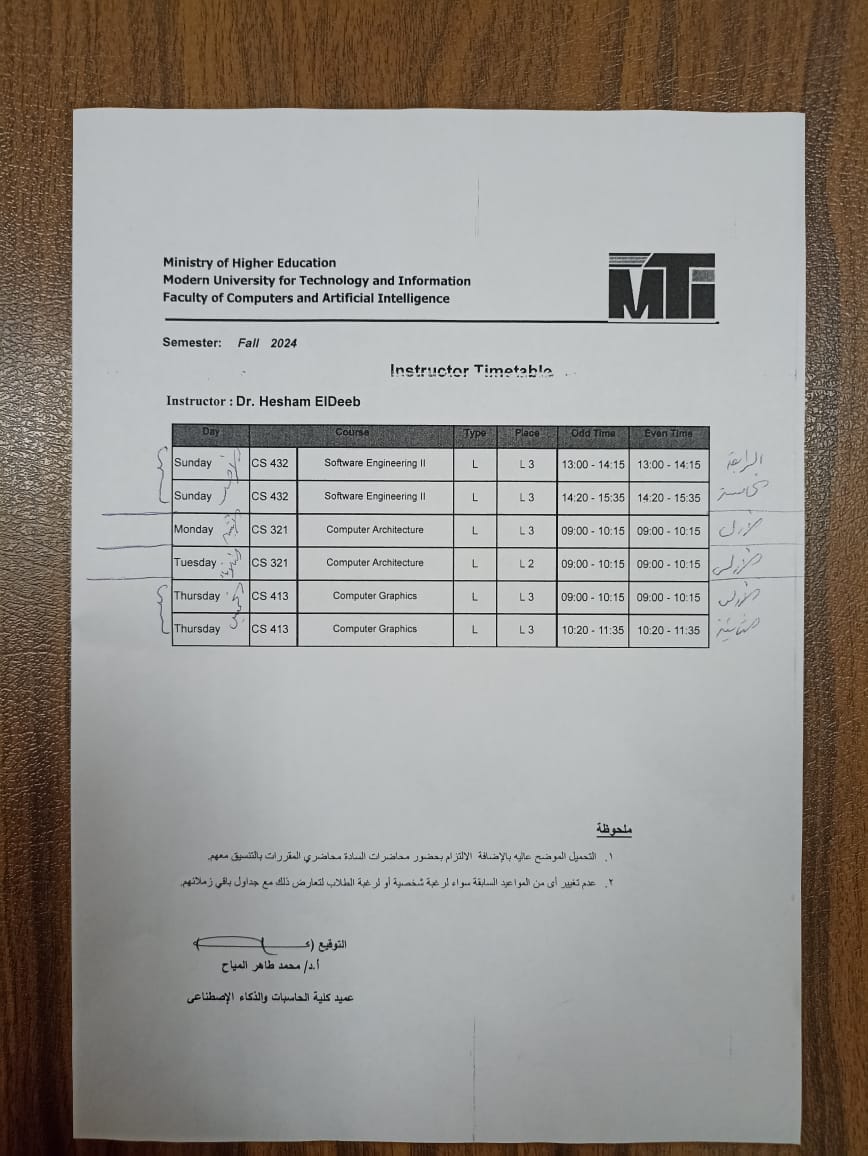 Ministry of Higher Education
Modern University for Technology and Information
Faculty of Computers and Artificial Intelligence
MTi
Semester: Fall 2024
Instructor Timetable
Instructor : Dr. Hesham ElDeeb
Day Course Type Place Odd Time Even Time
Sunday الأحد CS 432 Software Engineering II L L 3 13:00 - 14:15 13:00 - 14:15 الرابعة
Sunday CS 432 Software Engineering II L L 3 14:20 - 15:35 14:20 - 15:35 الخامسة
Monday CS 321 Computer Architecture L L 3 09:00 - 10:15 09:00 - 10:15 الأولى
Tuesday CS 321 Computer Architecture L L 2 09:00 - 10:15 09:00 - 10:15 الأولى
Thursday الخميس CS 413 Computer Graphics L L 3 09:00 - 10:15 09:00 - 10:15 الأولى
Thursday CS 413 Computer Graphics L L 3 10:20 - 11:35 10:20 - 11:35 الثانية
ملحوظة
١. التحميل الموضح عاليه بالإضافة الالتزام بحضور محاضرات السادة محاضري المقررات بالتنسيق معهم.
٢. عدم تغيير أى من المواعيد السابقة سواء لرغبة شخصية أو لرغبة الطلاب لتعارض ذلك مع جداول باقي زملائهم.
التوقيع (
أ.د/ محمد طاهر المياح
عميد كلية الحاسبات والذكاء الإصطناعى